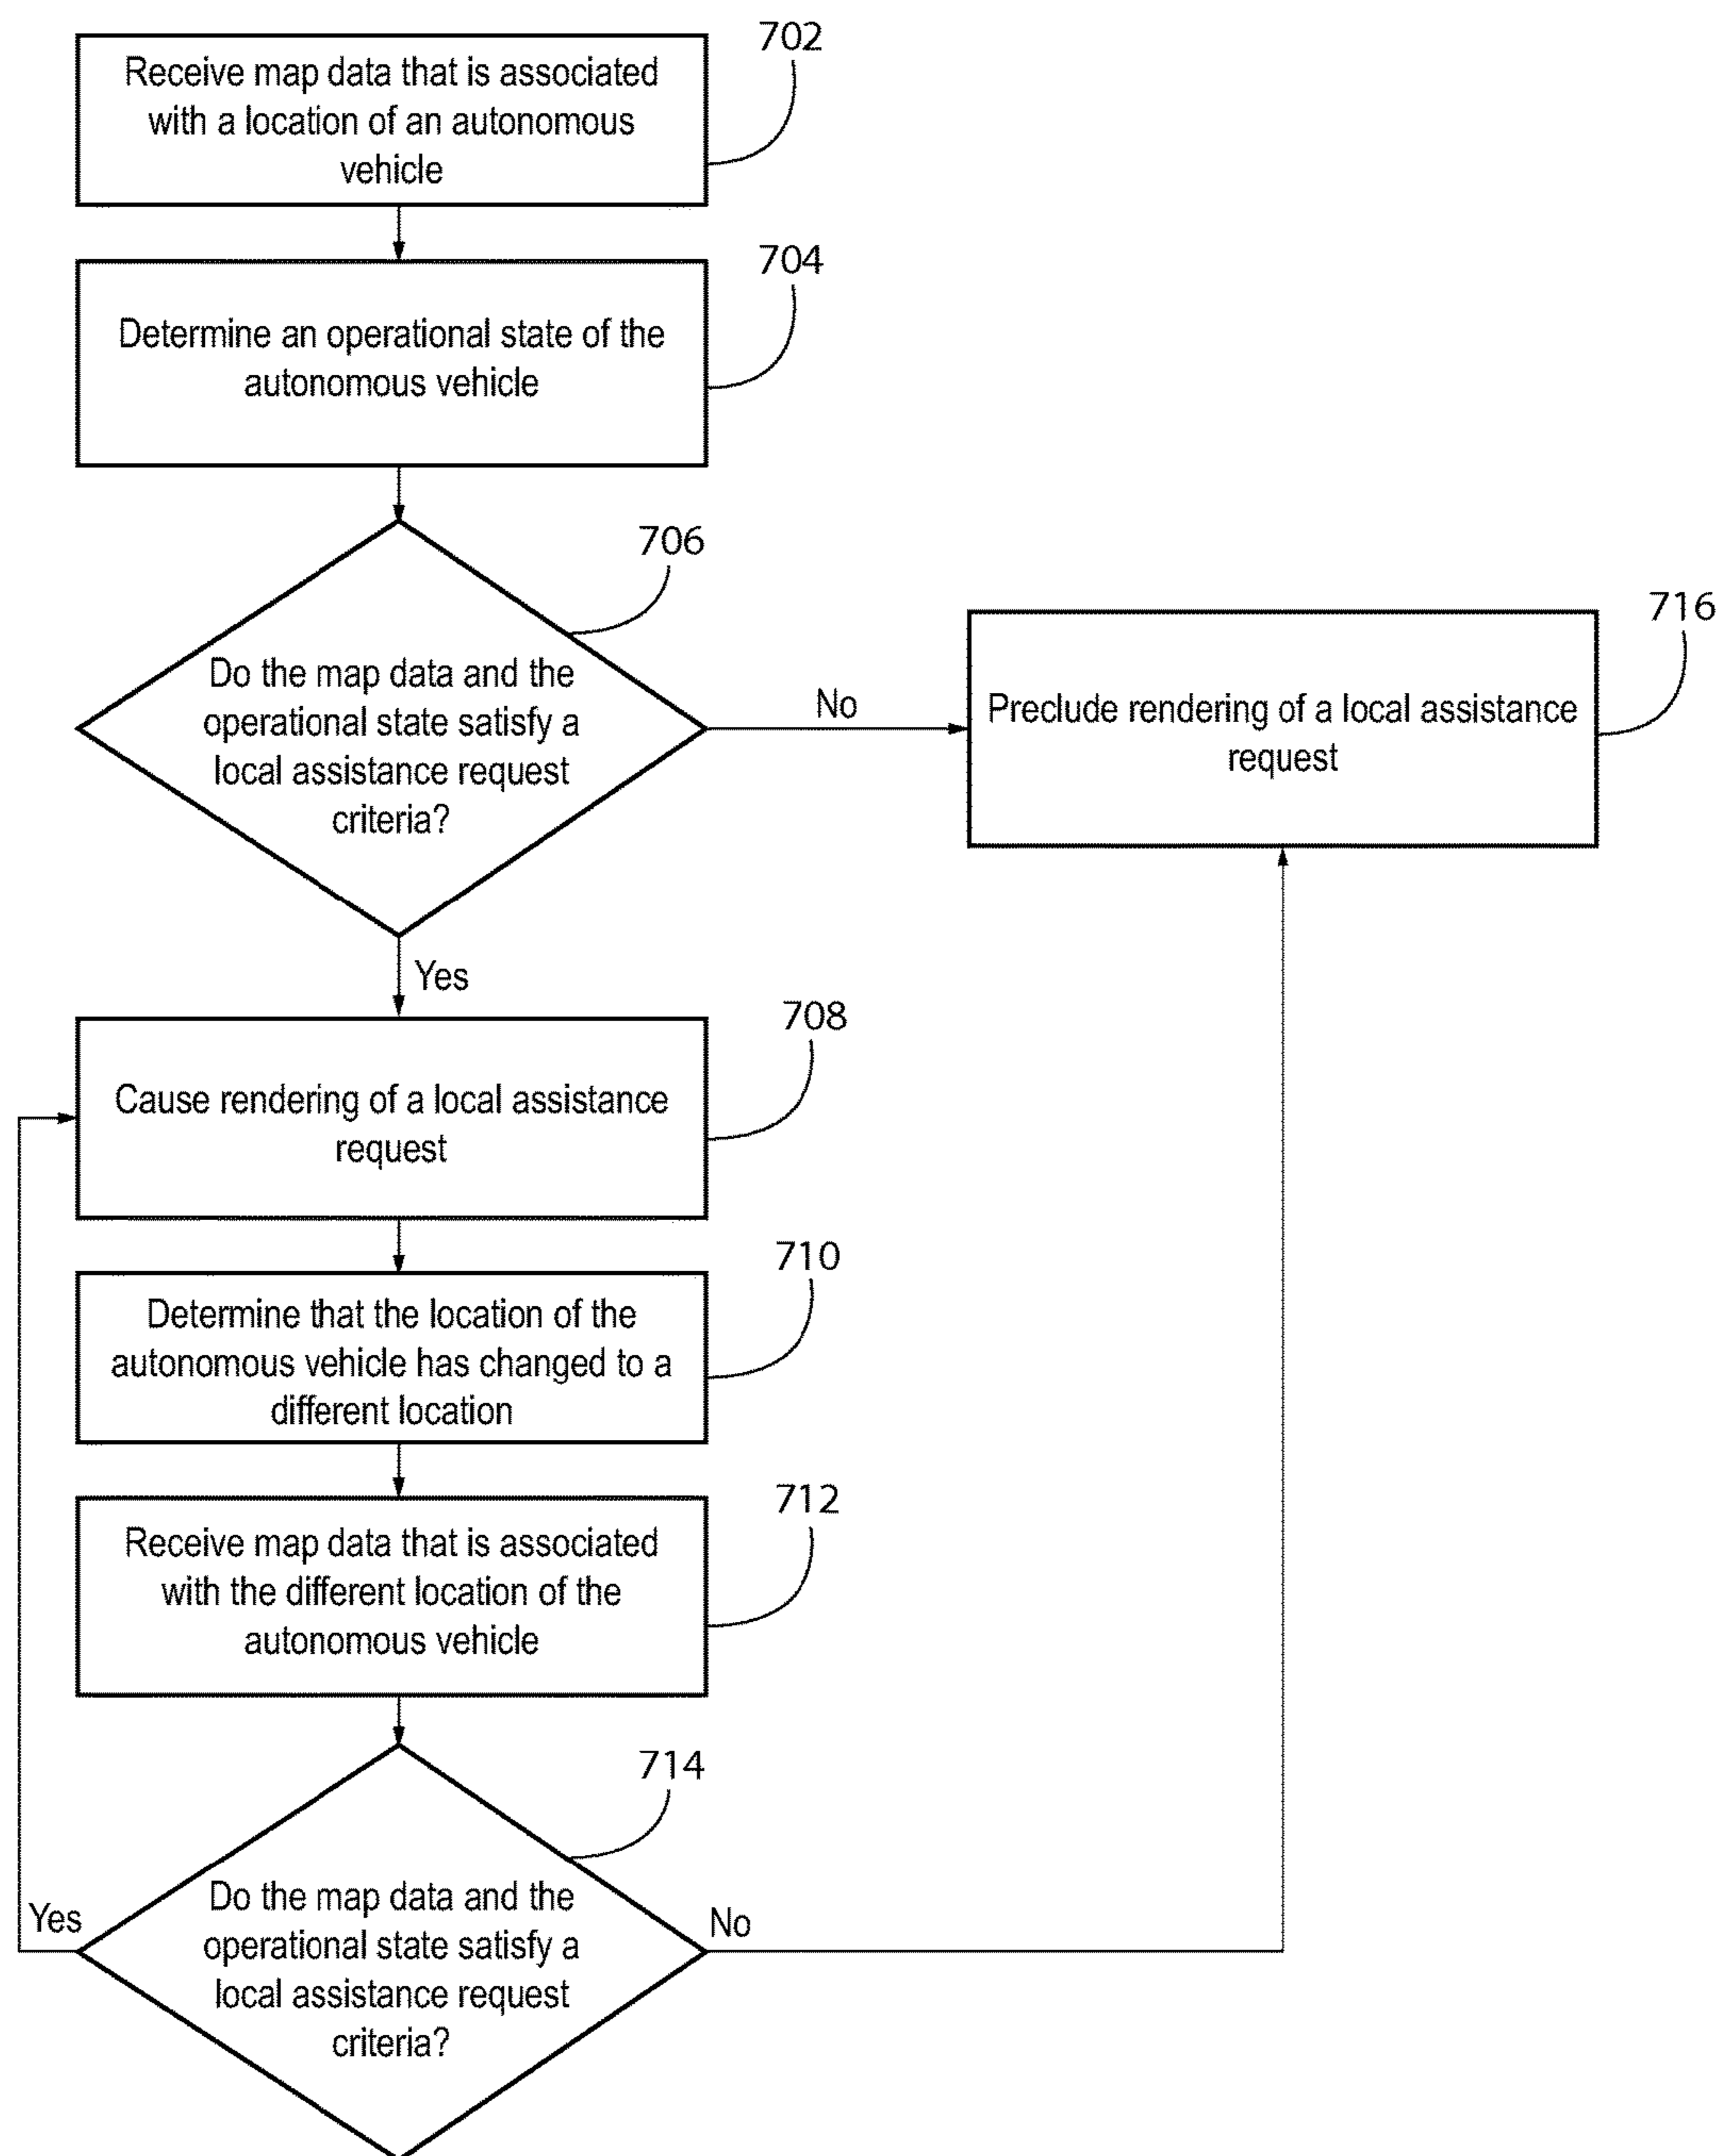 702
Receive map data that is associated
with a location of an autonomous
vehicle
704
Determine an operational state of the
autonomous vehicle
706
Do the map data and the
operational state satisfy a
local assistance request
criteria?
No
716
Preclude rendering of a local assistance
request
Yes
708
Cause rendering of a local assistance
request
710
Determine that the location of the
autonomous vehicle has changed to a
different location
712
Receive map data that is associated
with the different location of the
autonomous vehicle
714
Do the map data and the
operational state satisfy a
local assistance request
criteria?
Yes
No